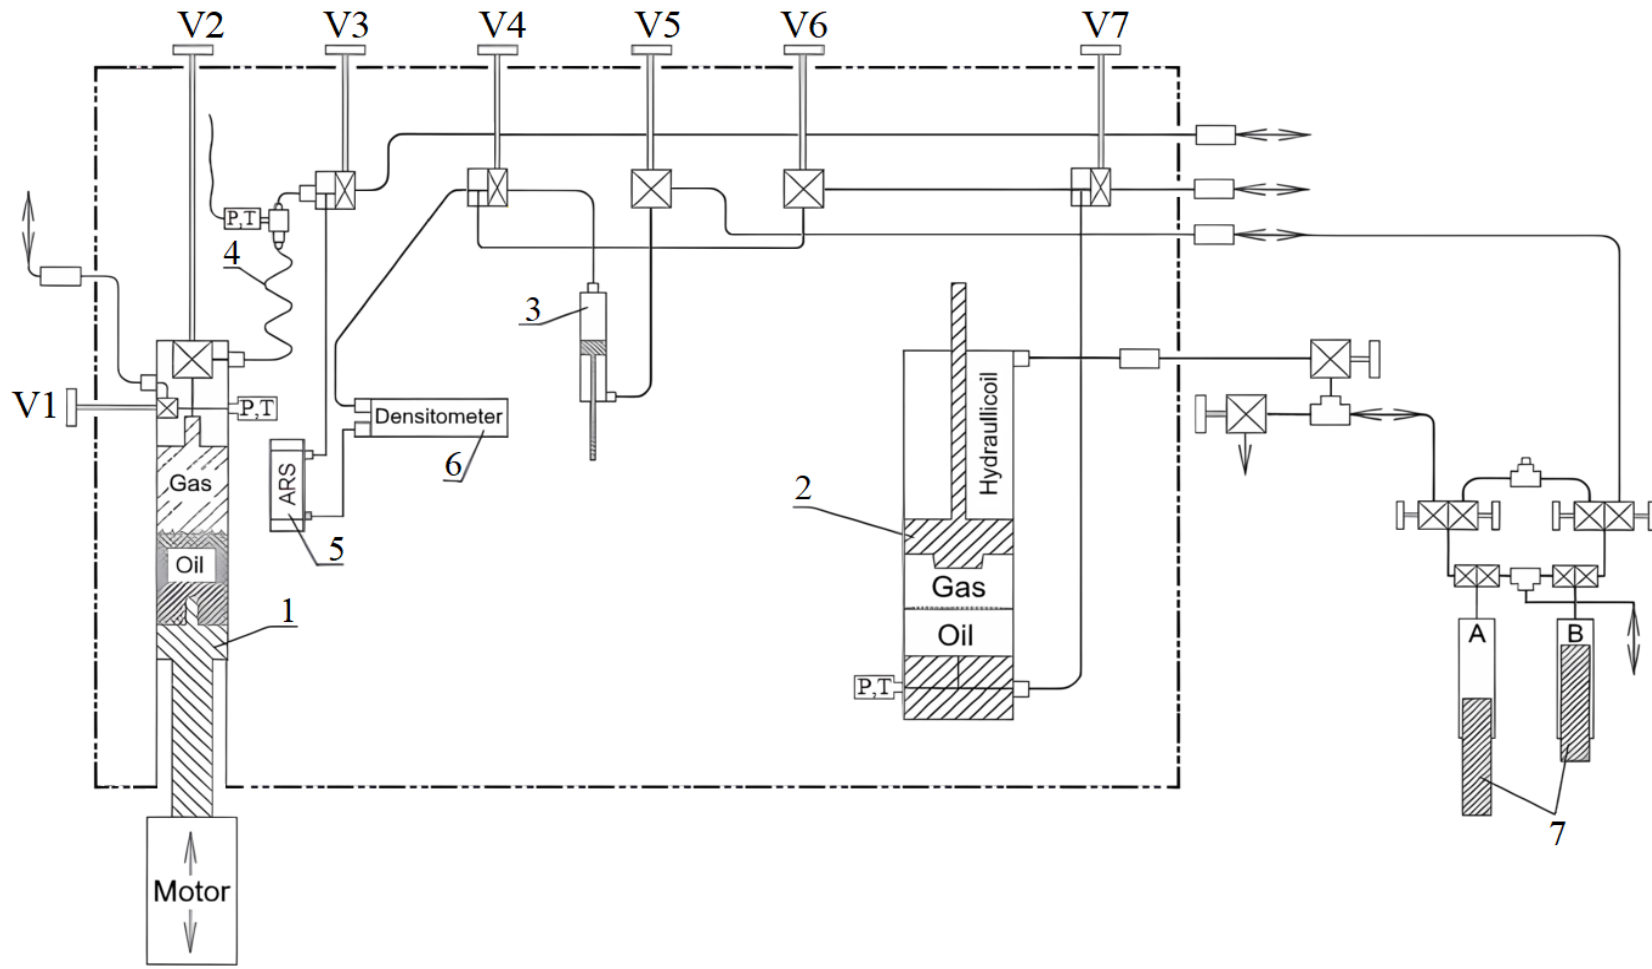 V2 V3 V4 V5 V6 V7
P,T
4
3
V1
P,T
Densitometer
6
ARS
5
Gas
Oil
1
Motor
2
Hydraullicoil
Gas
Oil
P,T
A
B
7